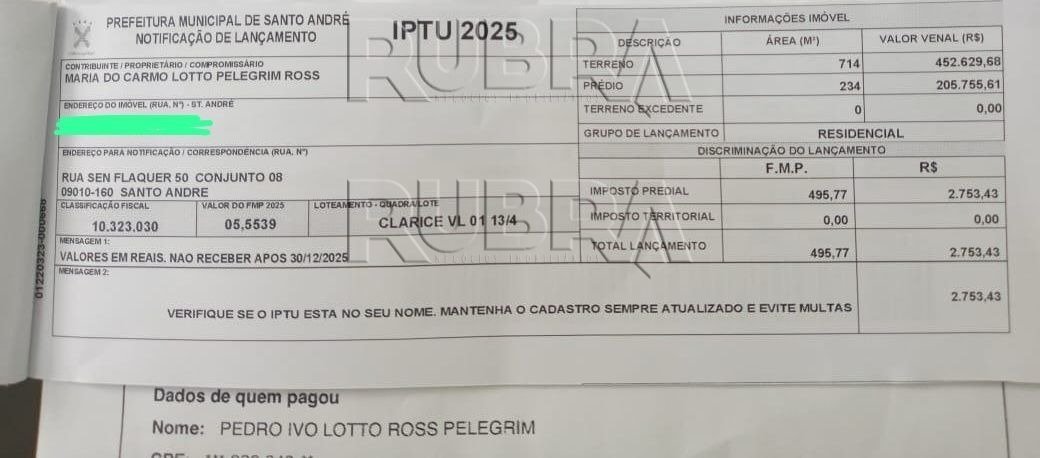 PREFEITURA MUNICIPAL DE SANTO ANDRÉ
NOTIFICAÇÃO DE LANÇAMENTO
IPTU 2025
CONTRIBUINTE / PROPRIETÁRIO / COMPROMISSÁRIO
MARIA DO CARMO LOTTO PELEGRIM ROSS
ENDEREÇO DO IMÓVEL (RUA, Nº) - ST. ANDRÉ
ENDEREÇO PARA NOTIFICAÇÃO / CORRESPONDÊNCIA (RUA, Nº)
RUA SEN FLAQUER 50 CONJUNTO 08
09010-160 SANTO ANDRE
CLASSIFICAÇÃO FISCAL VALOR DO FMP 2025 LOTEAMENTO - QUADRA/LOTE
10.323.030 05,5539 CLARICE VL 01 13/4
MENSAGEM 1:
VALORES EM REAIS. NAO RECEBER APOS 30/12/2025
MENSAGEM 2:
VERIFIQUE SE O IPTU ESTA NO SEU NOME. MANTENHA O CADASTRO SEMPRE ATUALIZADO E EVITE MULTAS
01220323-000668
INFORMAÇÕES IMÓVEL
DESCRIÇÃO ÁREA (M²) VALOR VENAL (R$)
TERRENO 714 452.629,68
PRÉDIO 234 205.755,61
TERRENO EXCEDENTE 0 0,00
GRUPO DE LANÇAMENTO RESIDENCIAL
DISCRIMINAÇÃO DO LANÇAMENTO
F.M.P. R$
IMPOSTO PREDIAL 495,77 2.753,43
IMPOSTO TERRITORIAL 0,00 0,00
TOTAL LANÇAMENTO 495,77 2.753,43
2.753,43
RUBRA
NEGÓCIOS IMOBILIÁRIOS
RUBRA
NEGÓCIOS IMOBILIÁRIOS
Dados de quem pagou
Nome: PEDRO IVO LOTTO ROSS PELEGRIM